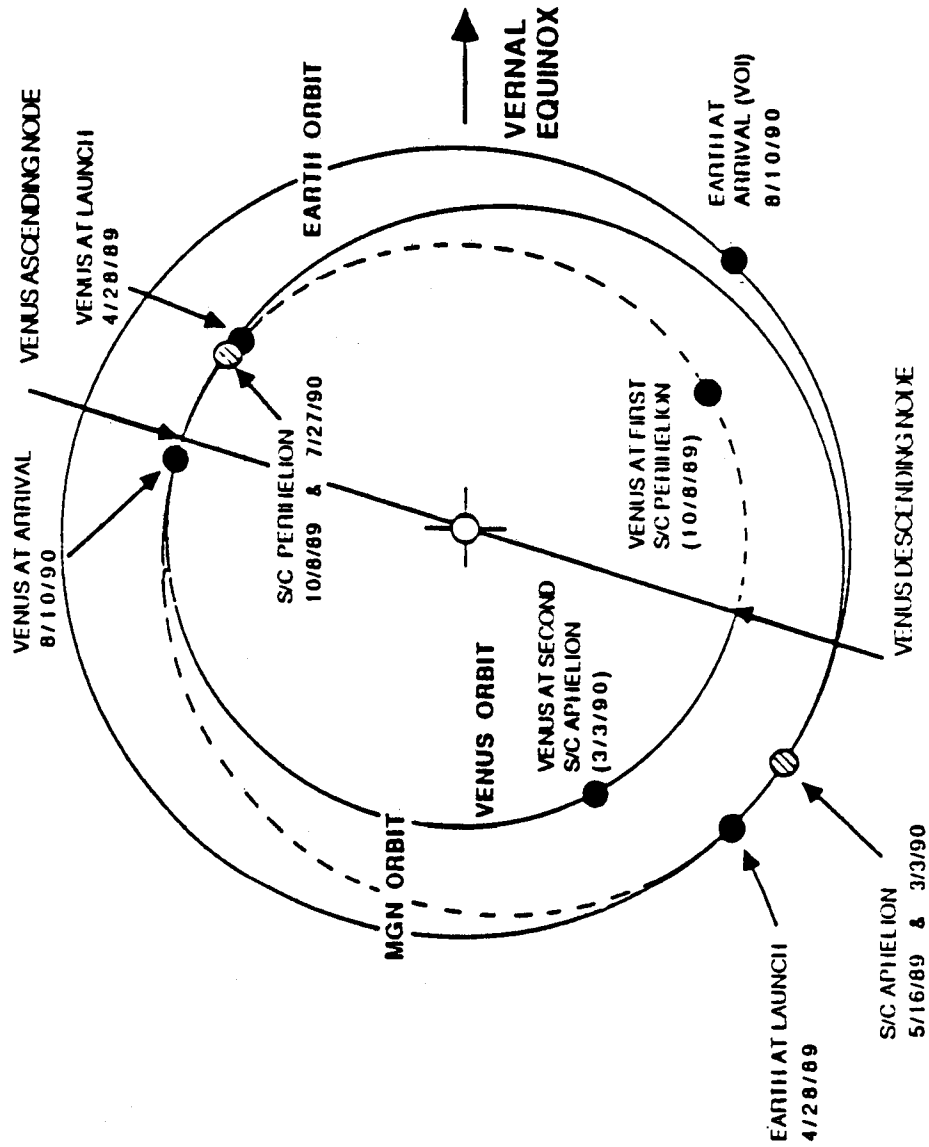 VENUS AT ARRIVAL
8/10/90
VENUS ASCENDING NODE
VENUS AT LAUNCH
4/28/89
EARTH ORBIT
VERNAL
EQUINOX
S/C PERIHELION
10/8/89 & 7/27/90
EARTH AT
ARRIVAL (VOI)
8/10/90
VENUS AT FIRST
S/C PERIHELION
(10/8/89)
VENUS ORBIT
VENUS AT SECOND
S/C APHELION
(3/3/90)
MGN ORBIT
VENUS DESCENDING NODE
EARTH AT LAUNCH
4/28/89
S/C APHELION
5/16/89 & 3/3/90